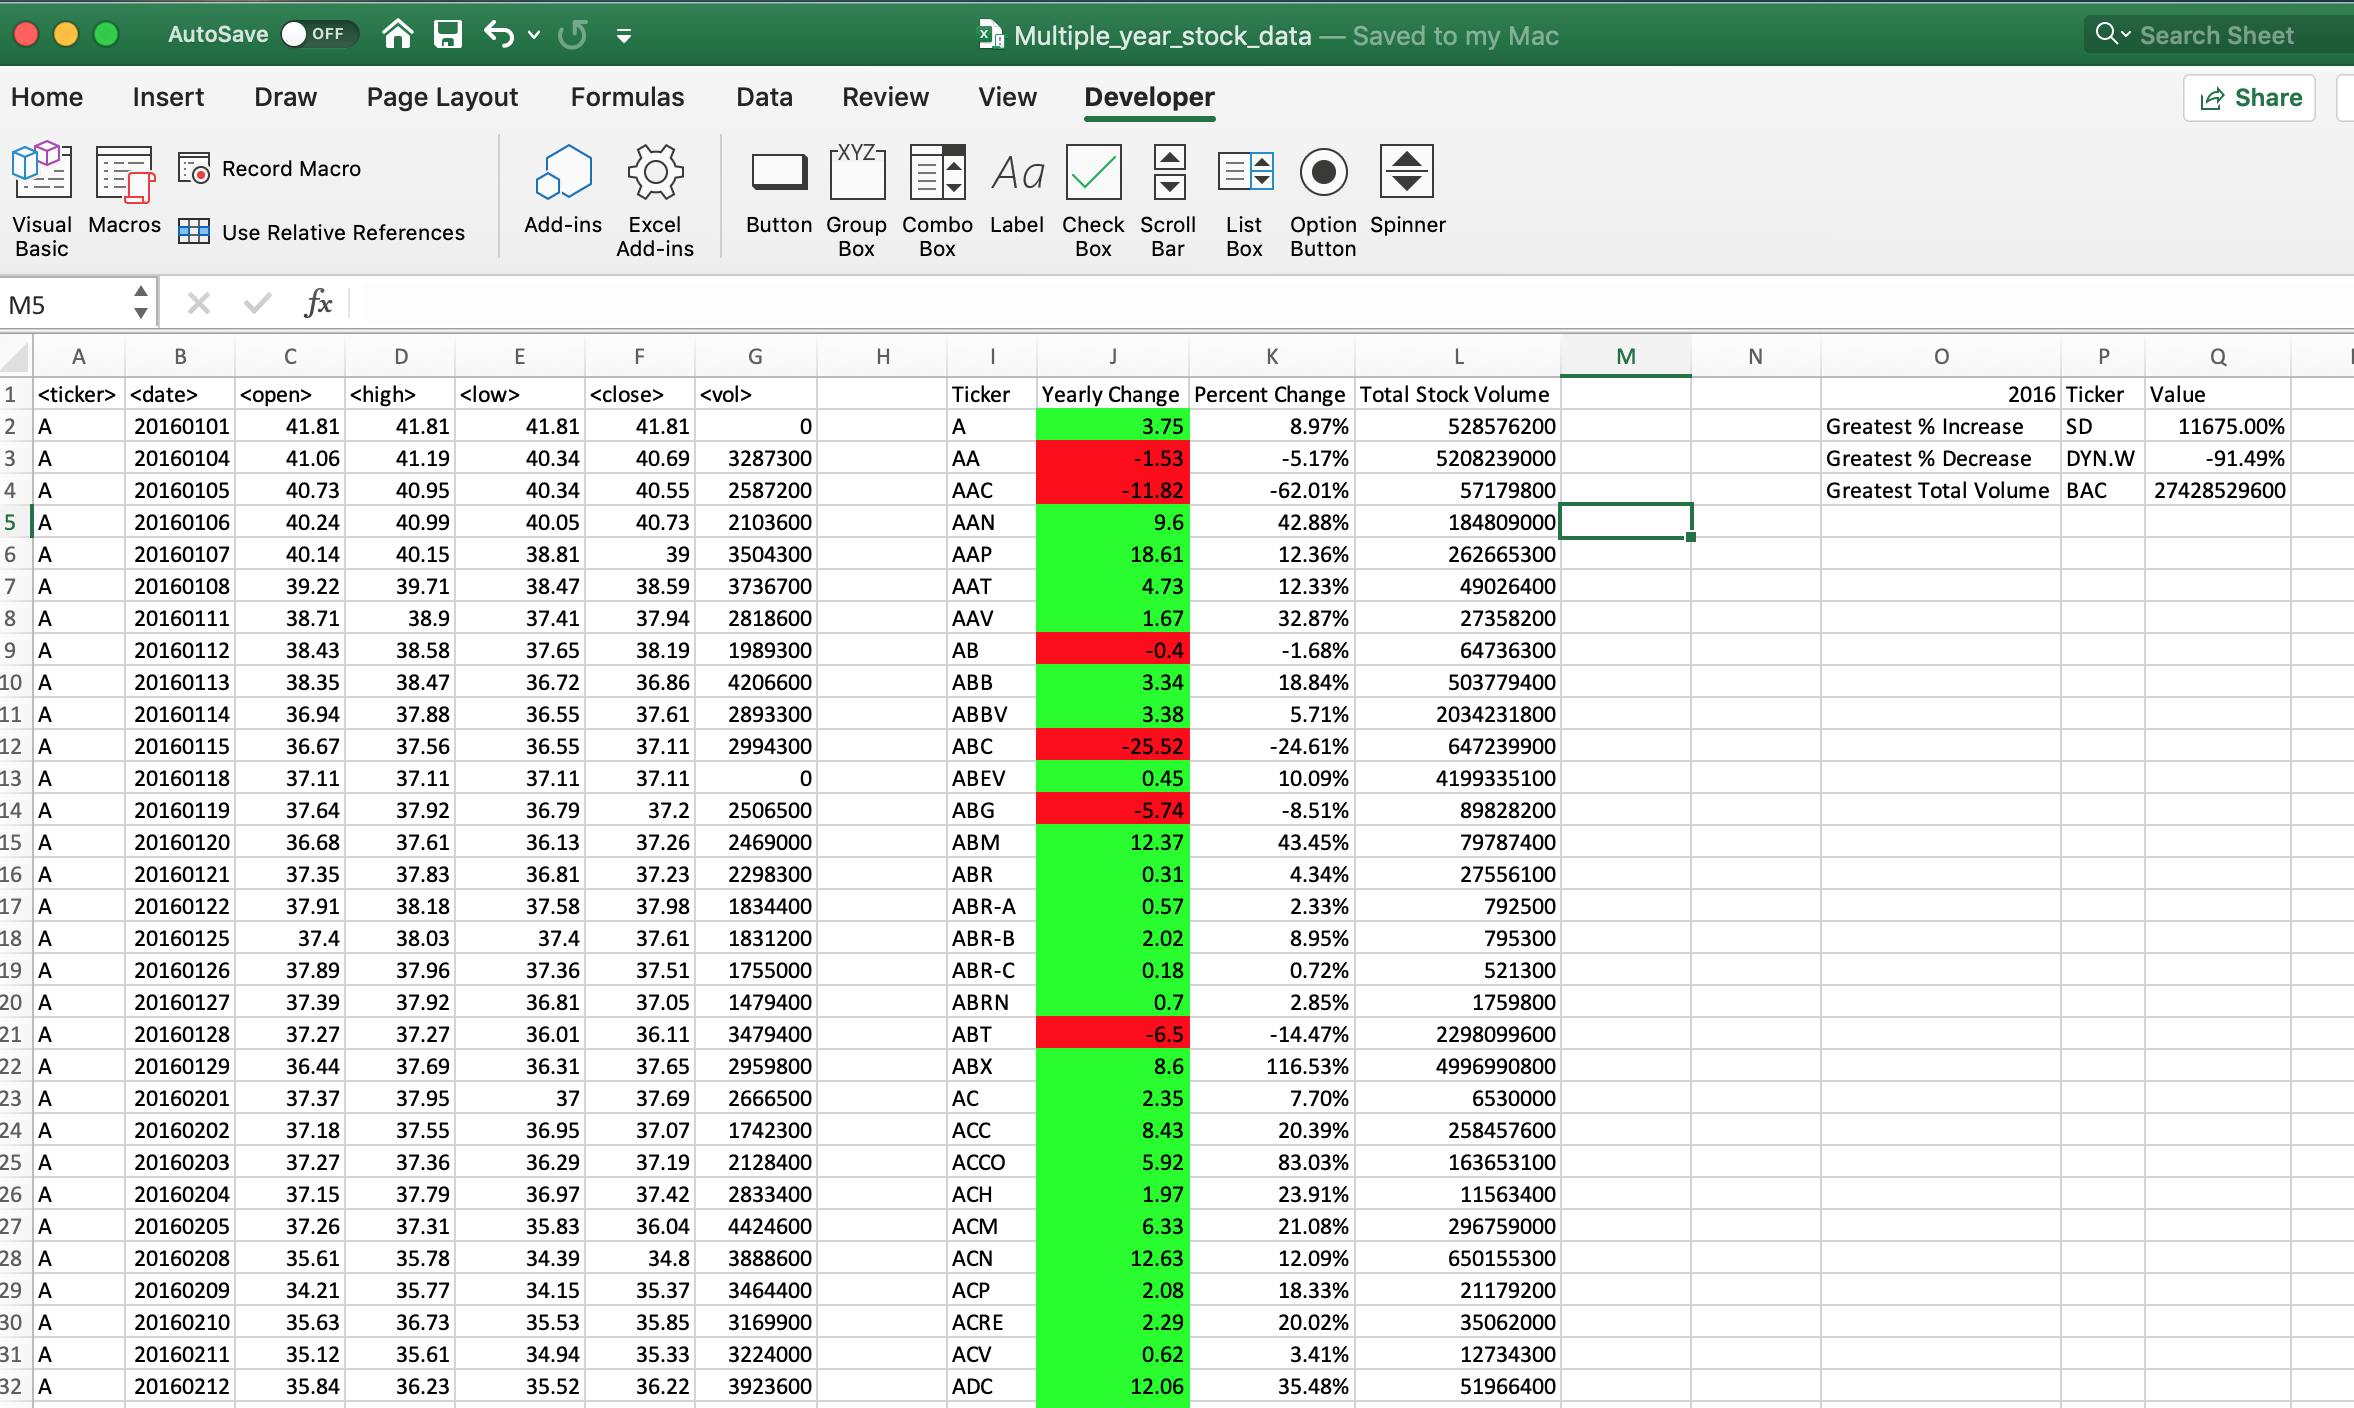 AutoSave OFF Multiple_year_stock_data — Saved to my Mac Search Sheet
Home Insert Draw Page Layout Formulas Data Review View Developer Share
Visual Basic Macros Record Macro Use Relative References Add-ins Excel Add-ins Button XYZ Group Box Combo Box Aa Label Check Box Scroll Bar List Box Option Button Spinner
M5 fx
A B C D E F G H I J K L M N O P Q
1 <ticker> <date> <open> <high> <low> <close> <vol> Ticker Yearly Change Percent Change Total Stock Volume 2016 Ticker Value
2 A 20160101 41.81 41.81 41.81 41.81 0 A 3.75 8.97% 528576200 Greatest % Increase SD 11675.00%
3 A 20160104 41.06 41.19 40.34 40.69 3287300 AA -1.53 -5.17% 5208239000 Greatest % Decrease DYN.W -91.49%
4 A 20160105 40.73 40.95 40.34 40.55 2587200 AAC -11.82 -62.01% 57179800 Greatest Total Volume BAC 27428529600
5 A 20160106 40.24 40.99 40.05 40.73 2103600 AAN 9.6 42.88% 184809000
6 A 20160107 40.14 40.15 38.81 39 3504300 AAP 18.61 12.36% 262665300
7 A 20160108 39.22 39.71 38.47 38.59 3736700 AAT 4.73 12.33% 49026400
8 A 20160111 38.71 38.9 37.41 37.94 2818600 AAV 1.67 32.87% 27358200
9 A 20160112 38.43 38.58 37.65 38.19 1989300 AB -0.4 -1.68% 64736300
10 A 20160113 38.35 38.47 36.72 36.86 4206600 ABB 3.34 18.84% 503779400
11 A 20160114 36.94 37.88 36.55 37.61 2893300 ABBV 3.38 5.71% 2034231800
12 A 20160115 36.67 37.56 36.55 37.11 2994300 ABC -25.52 -24.61% 647239900
13 A 20160118 37.11 37.11 37.11 37.11 0 ABEV 0.45 10.09% 4199335100
14 A 20160119 37.64 37.92 36.79 37.2 2506500 ABG -5.74 -8.51% 89828200
15 A 20160120 36.68 37.61 36.13 37.26 2469000 ABM 12.37 43.45% 79787400
16 A 20160121 37.35 37.83 36.81 37.23 2298300 ABR 0.31 4.34% 27556100
17 A 20160122 37.91 38.18 37.58 37.98 1834400 ABR-A 0.57 2.33% 792500
18 A 20160125 37.4 38.03 37.4 37.61 1831200 ABR-B 2.02 8.95% 795300
19 A 20160126 37.89 37.96 37.36 37.51 1755000 ABR-C 0.18 0.72% 521300
20 A 20160127 37.39 37.92 36.81 37.05 1479400 ABRN 0.7 2.85% 1759800
21 A 20160128 37.27 37.27 36.01 36.11 3479400 ABT -6.5 -14.47% 2298099600
22 A 20160129 36.44 37.69 36.31 37.65 2959800 ABX 8.6 116.53% 4996990800
23 A 20160201 37.37 37.95 37 37.69 2666500 AC 2.35 7.70% 6530000
24 A 20160202 37.18 37.55 36.95 37.07 1742300 ACC 8.43 20.39% 258457600
25 A 20160203 37.27 37.36 36.29 37.19 2128400 ACCO 5.92 83.03% 163653100
26 A 20160204 37.15 37.79 36.97 37.42 2833400 ACH 1.97 23.91% 11563400
27 A 20160205 37.26 37.31 35.83 36.04 4424600 ACM 6.33 21.08% 296759000
28 A 20160208 35.61 35.78 34.39 34.8 3888600 ACN 12.63 12.09% 650155300
29 A 20160209 34.21 35.77 34.15 35.37 3464400 ACP 2.08 18.33% 21179200
30 A 20160210 35.63 36.73 35.53 35.85 3169900 ACRE 2.29 20.02% 35062000
31 A 20160211 35.12 35.61 34.94 35.33 3224000 ACV 0.62 3.41% 12734300
32 A 20160212 35.84 36.23 35.52 36.22 3923600 ADC 12.06 35.48% 51966400